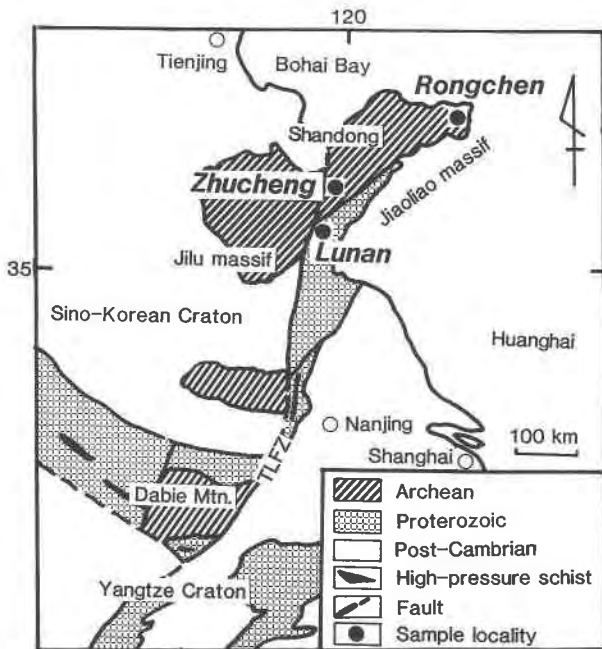 120
Tienjing
Bohai Bay
Rongchen
Shandong
Zhucheng
Jiaoliao massif
Lunan
Jilu massif
35
Sino-Korean Craton
Huanghai
Nanjing
100 km
Shanghai
TLFZ
Dabie Mtn.
Yangtze Craton
Archean
Proterozoic
Post-Cambrian
High-pressure schist
Fault
Sample locality